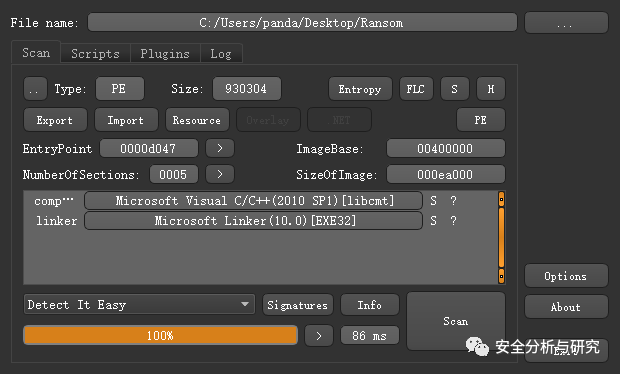 File name: C:/Users/panda/Desktop/Ransom ...
Scan Scripts Plugins Log
.. Type: PE Size: 930304 Entropy FLC S H
Export Import Resource Overlay .NET PE
EntryPoint 0000d047 > ImageBase: 00400000
NumberOfSections: 0005 > SizeOfImage: 000ea000
comp⋯ Microsoft Visual C/C++(2010 SP1)[libcmt] S ?
linker Microsoft Linker(10.0)[EXE32] S ?
Options
Detect It Easy Signatures Info Scan About
100% > 86 ms
安全分析与研究